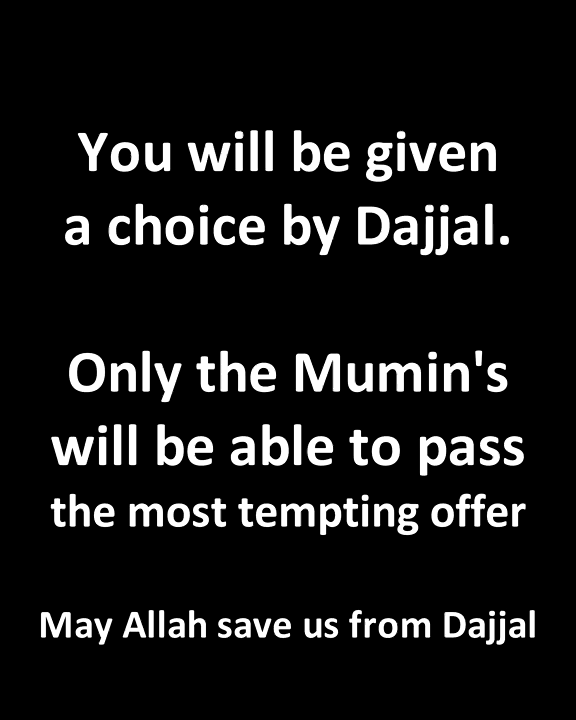 You will be given
a choice by Dajjal.
Only the Mumin's
will be able to pass
the most tempting offer
May Allah save us from Dajjal